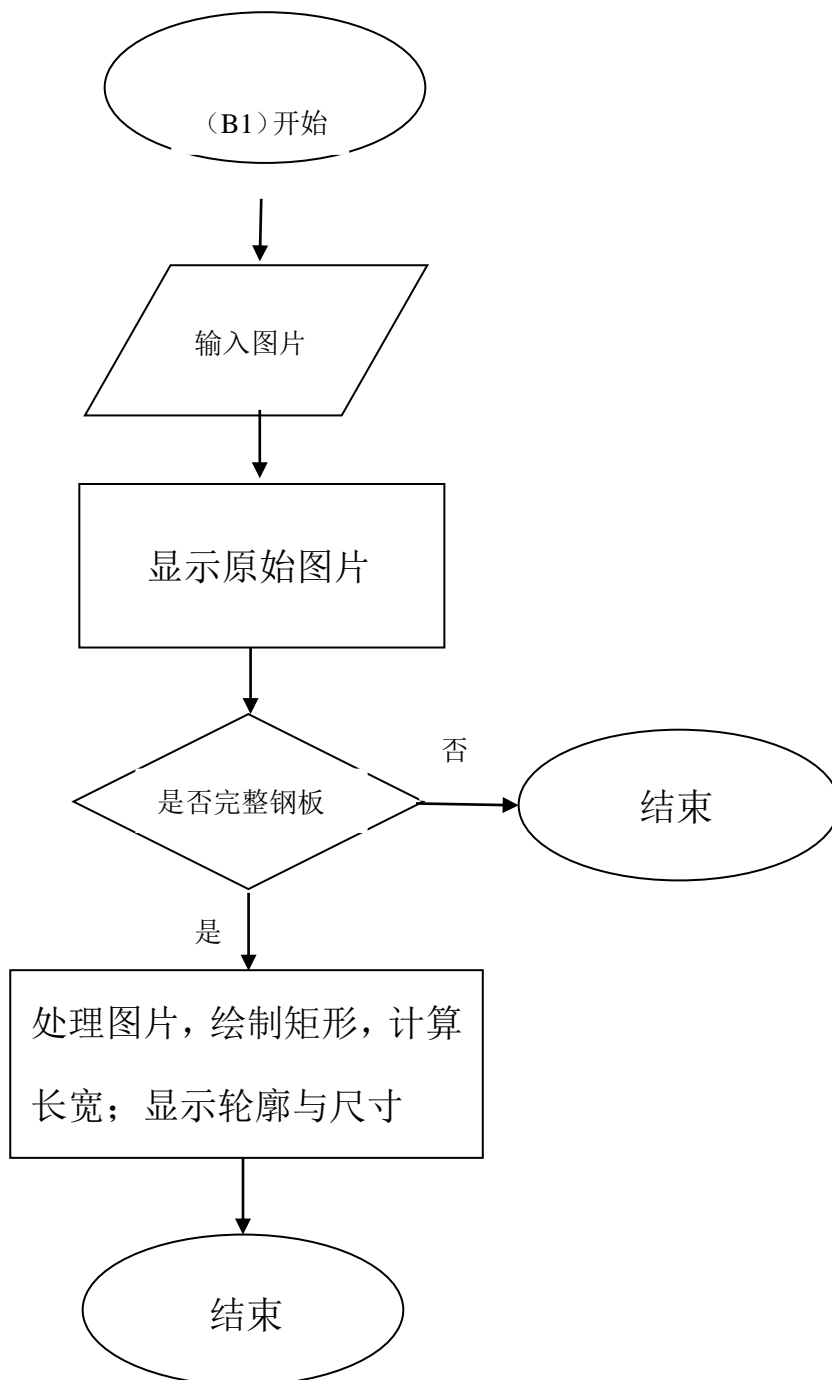 （B1）开始
输入图片
显示原始图片
是否完整钢板
否
结束
是
处理图片，绘制矩形，计算
长宽；显示轮廓与尺寸
结束